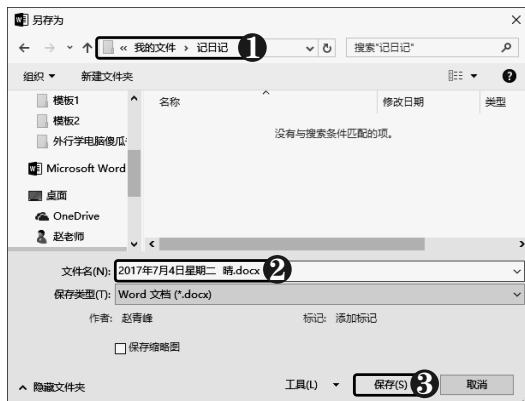 另存为
« 我的文件 › 记日记 1 搜索"记日记"
组织 新建文件夹
模板1 名称 修改日期 类型
模板2
外行学电脑傻瓜 没有与搜索条件匹配的项。
Microsoft Word
桌面
OneDrive
赵老师
文件名(N): 2017年7月4日星期二 晴.docx 2
保存类型(T): Word 文档 (*.docx)
作者: 赵青峰 标记: 添加标记
保存缩略图
隐藏文件夹 工具(L) 保存(S) 3 取消